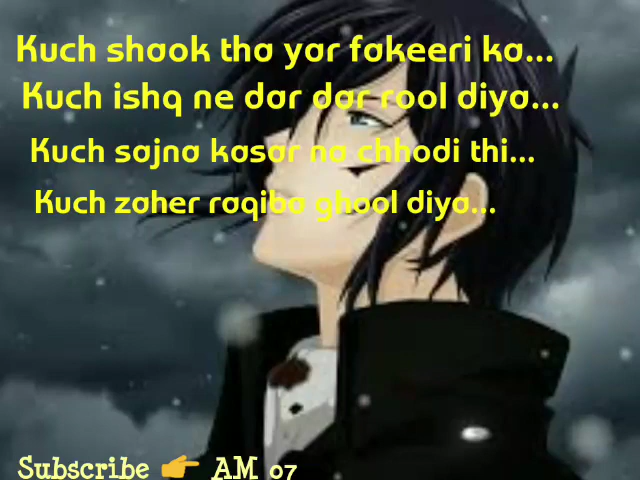 Kuch shook tha yar fakeeri ka...
Kuch ishq ne dar dar rool diya...
Kuch sajna kasar na chhodi thi...
Kuch zaher raqiba ghool diya...
Subscribe 👉 AM 07